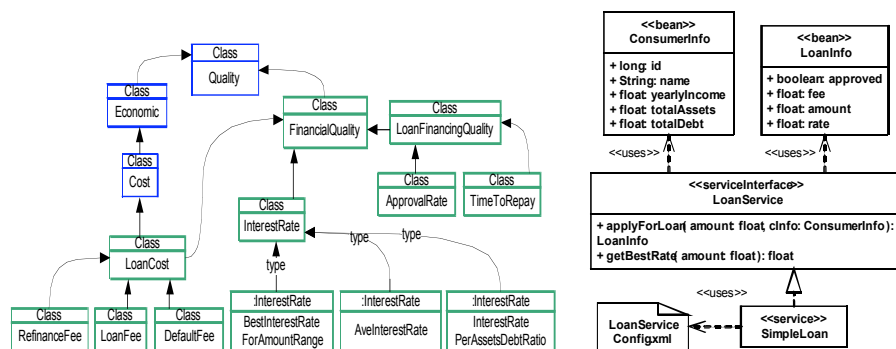 Class
Quality
Class
Economic
Class
Cost
Class
LoanCost
Class
RefinanceFee
Class
LoanFee
Class
DefaultFee
Class
FinancialQuality
Class
LoanFinancingQuality
Class
ApprovalRate
Class
TimeToRepay
Class
InterestRate
type
type
type
:InterestRate
BestInterestRate
ForAmountRange
:InterestRate
AveInterestRate
:InterestRate
InterestRate
PerAssetsDebtRatio
<<bean>>
ConsumerInfo
+ long: id
+ String: name
+ float: yearlyIncome
+ float: totalAssets
+ float: totalDebt
<<bean>>
LoanInfo
+ boolean: approved
+ float: fee
+ float: amount
+ float: rate
<<uses>>
<<uses>>
<<serviceInterface>>
LoanService
+ applyForLoan( amount: float, cInfo: ConsumerInfo) :
LoanInfo
+ getBestRate( amount: float) : float
<<uses>>
LoanService
Configxml
<<service>>
SimpleLoan